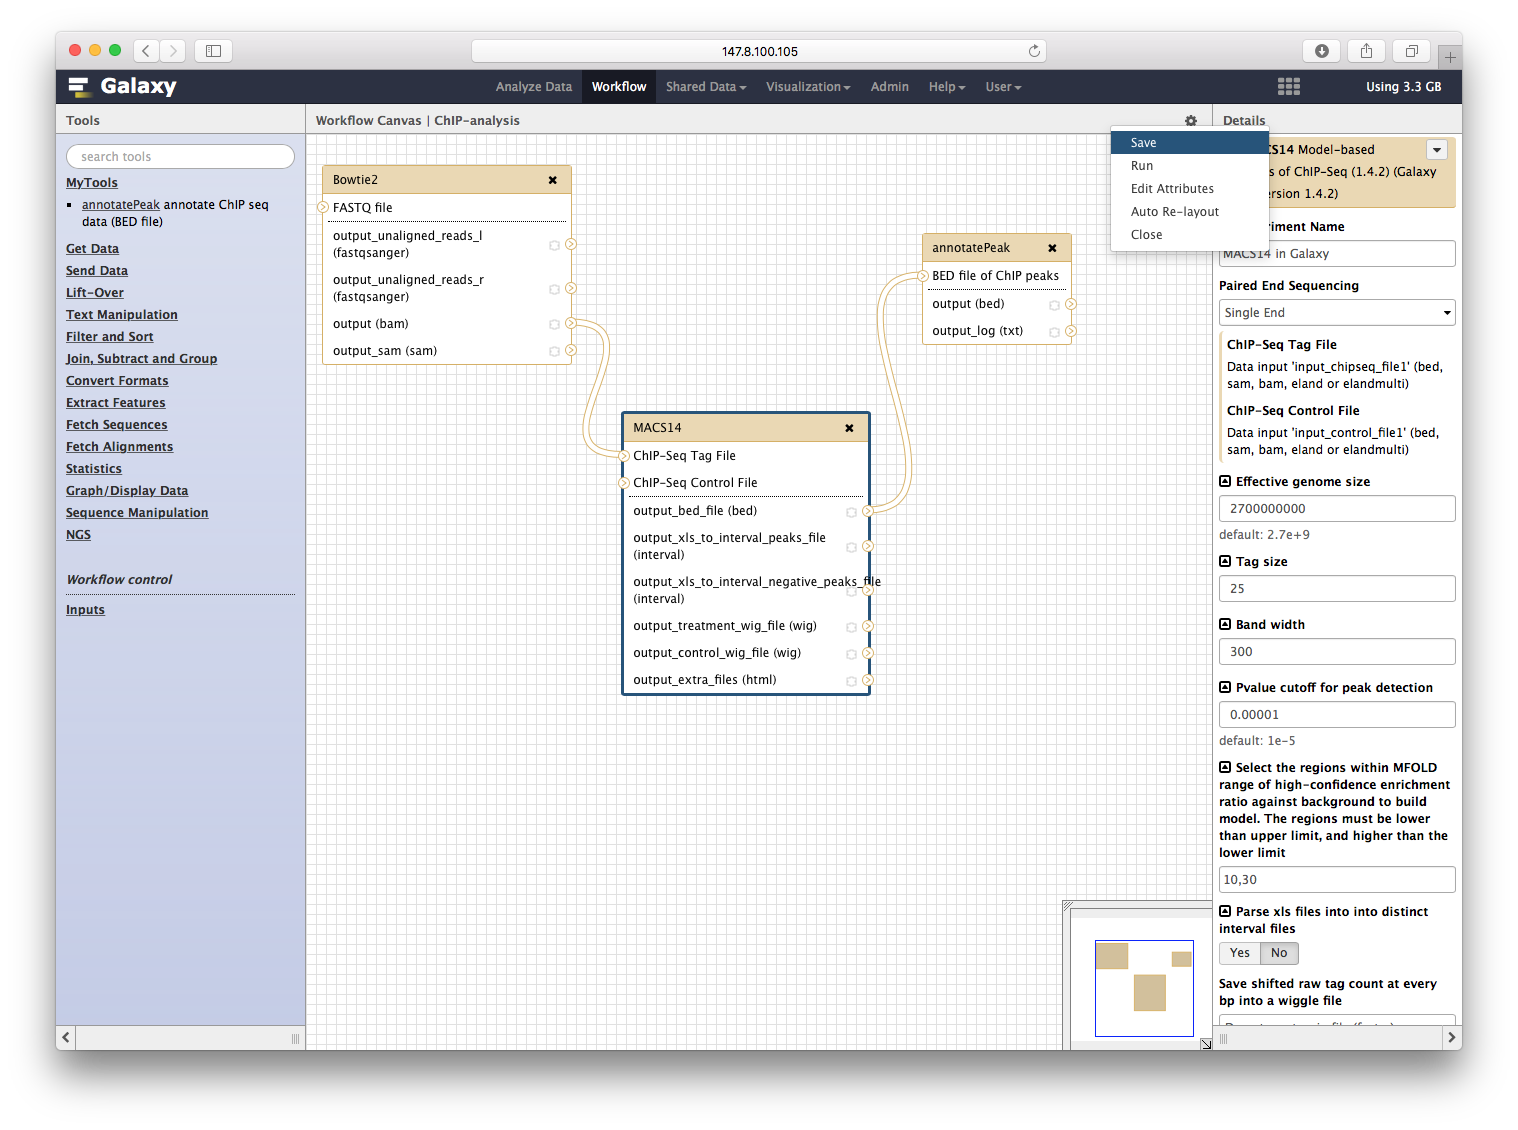 147.8.100.105
Galaxy
Analyze Data
Workflow
Shared Data
Visualization
Admin
Help
User
Using 3.3 GB
Tools
search tools
MyTools
annotatePeak annotate ChIP seq
data (BED file)
Get Data
Send Data
Lift-Over
Text Manipulation
Filter and Sort
Join, Subtract and Group
Convert Formats
Extract Features
Fetch Sequences
Fetch Alignments
Statistics
Graph/Display Data
Sequence Manipulation
NGS
Workflow control
Inputs
Workflow Canvas | ChIP-analysis
Bowtie2
FASTQ file
output_unaligned_reads_l
(fastqsanger)
output_unaligned_reads_r
(fastqsanger)
output (bam)
output_sam (sam)
MACS14
ChIP-Seq Tag File
ChIP-Seq Control File
output_bed_file (bed)
output_xls_to_interval_peaks_file
(interval)
output_xls_to_interval_negative_peaks_file
(interval)
output_treatment_wig_file (wig)
output_control_wig_file (wig)
output_extra_files (html)
annotatePeak
BED file of ChIP peaks
output (bed)
output_log (txt)
Save
Run
Edit Attributes
Auto Re-layout
Close
Details
CS14 Model-based
s of ChIP-Seq (1.4.2) (Galaxy
ersion 1.4.2)
riment Name
MACS14 in Galaxy
Paired End Sequencing
Single End
ChIP-Seq Tag File
Data input 'input_chipseq_file1' (bed,
sam, bam, eland or elandmulti)
ChIP-Seq Control File
Data input 'input_control_file1' (bed,
sam, bam, eland or elandmulti)
Effective genome size
2700000000
default: 2.7e+9
Tag size
25
Band width
300
Pvalue cutoff for peak detection
0.00001
default: 1e-5
Select the regions within MFOLD
range of high-confidence enrichment
ratio against background to build
model. The regions must be lower
than upper limit, and higher than the
lower limit
10,30
Parse xls files into into distinct
interval files
Yes
No
Save shifted raw tag count at every
bp into a wiggle file